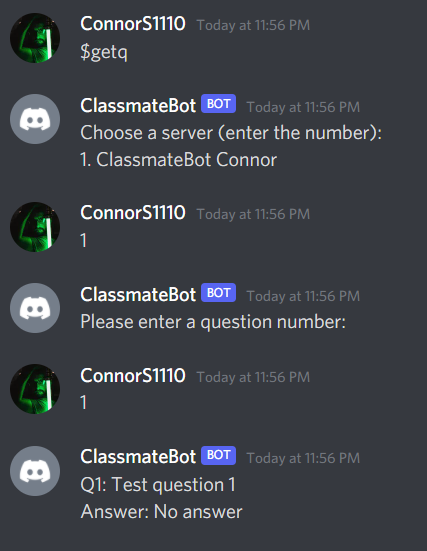 ConnorS1110 Today at 11:56 PM
$getq
ClassmateBot BOT Today at 11:56 PM
Choose a server (enter the number):
1. ClassmateBot Connor
ConnorS1110 Today at 11:56 PM
1
ClassmateBot BOT Today at 11:56 PM
Please enter a question number:
ConnorS1110 Today at 11:56 PM
1
ClassmateBot BOT Today at 11:56 PM
Q1: Test question 1
Answer: No answer